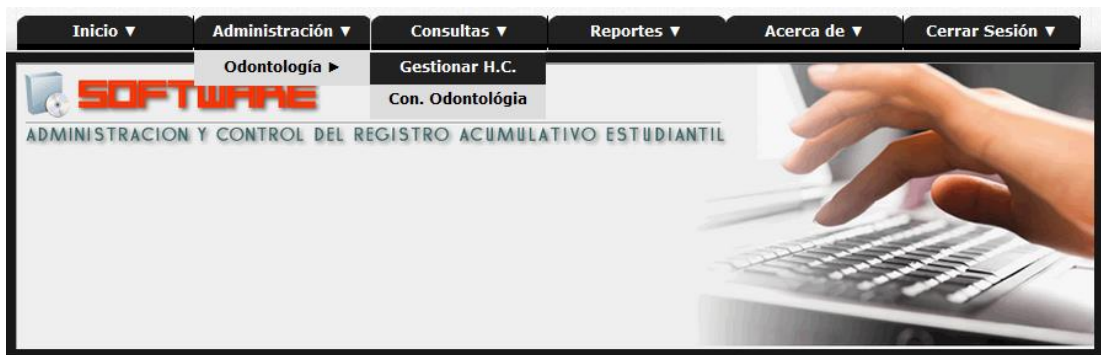 Inicio ▼ Administración ▼ Consultas ▼ Reportes ▼ Acerca de ▼ Cerrar Sesión ▼
Odontología ► Gestionar H.C.
SOFTWARE Con. Odontológia
ADMINISTRACION Y CONTROL DEL REGISTRO ACUMULATIVO ESTUDIANTIL